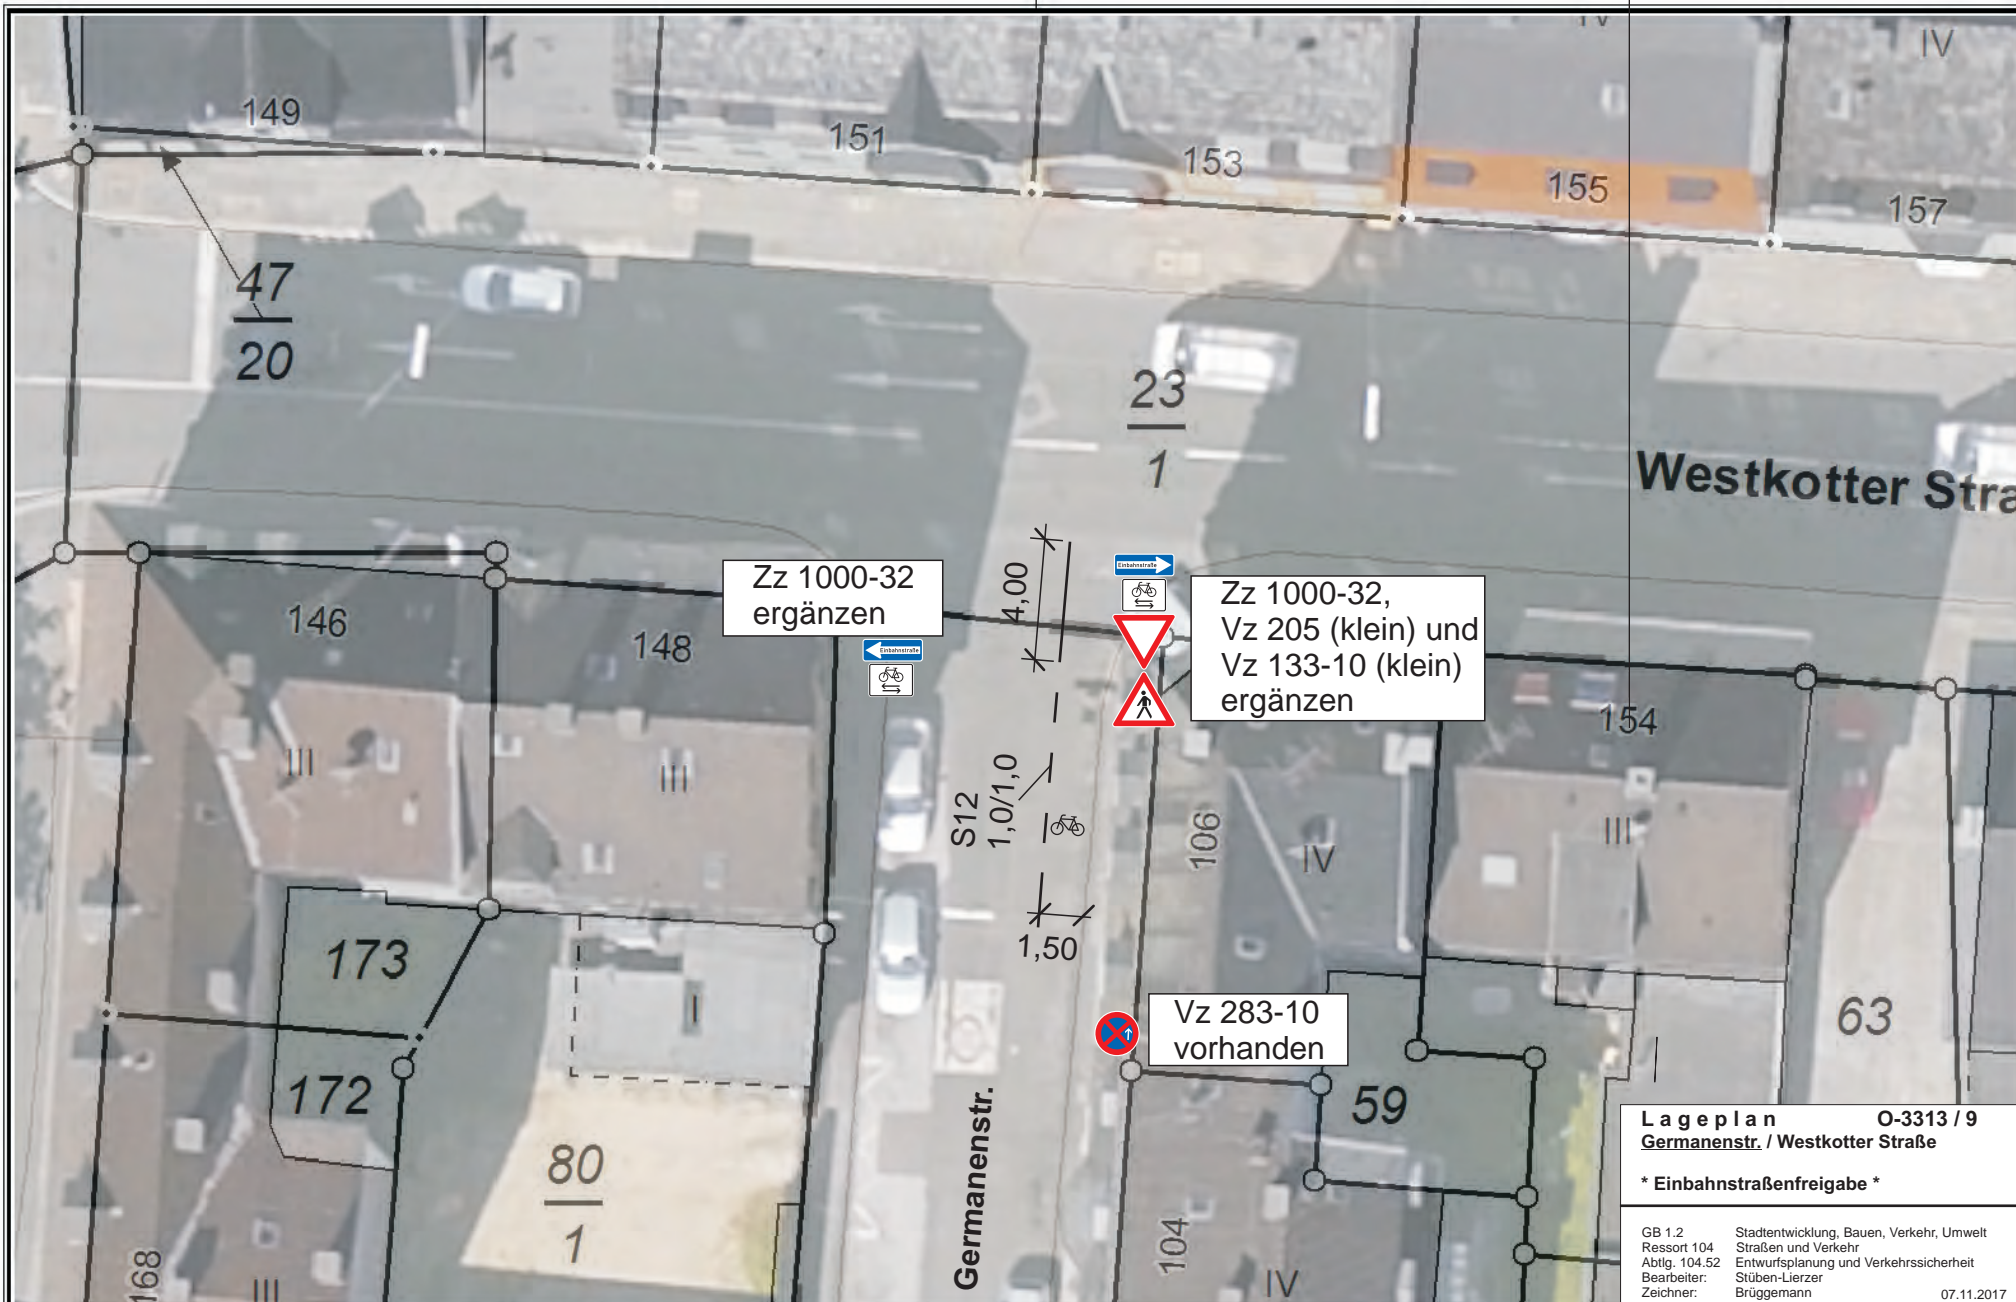 IV
149
151
153
155
157
47
20
23
1
Westkotter Stra
Zz 1000-32
ergänzen
Einbahnstraße
Einbahnstraße
4,00
Zz 1000-32,
Vz 205 (klein) und
Vz 133-10 (klein)
ergänzen
146
148
154
III
III
III
IV
S12
1,0/1,0
106
1,50
173
172
I
Vz 283-10
vorhanden
59
63
80
1
Germanenstr.
104
IV
168
III
Lageplan O-3313 / 9
Germanenstr. / Westkotter Straße
* Einbahnstraßenfreigabe *
GB 1.2 Stadtentwicklung, Bauen, Verkehr, Umwelt
Ressort 104 Straßen und Verkehr
Abtlg. 104.52 Entwurfsplanung und Verkehrssicherheit
Bearbeiter: Stüben-Lierzer
Zeichner: Brüggemann 07.11.2017